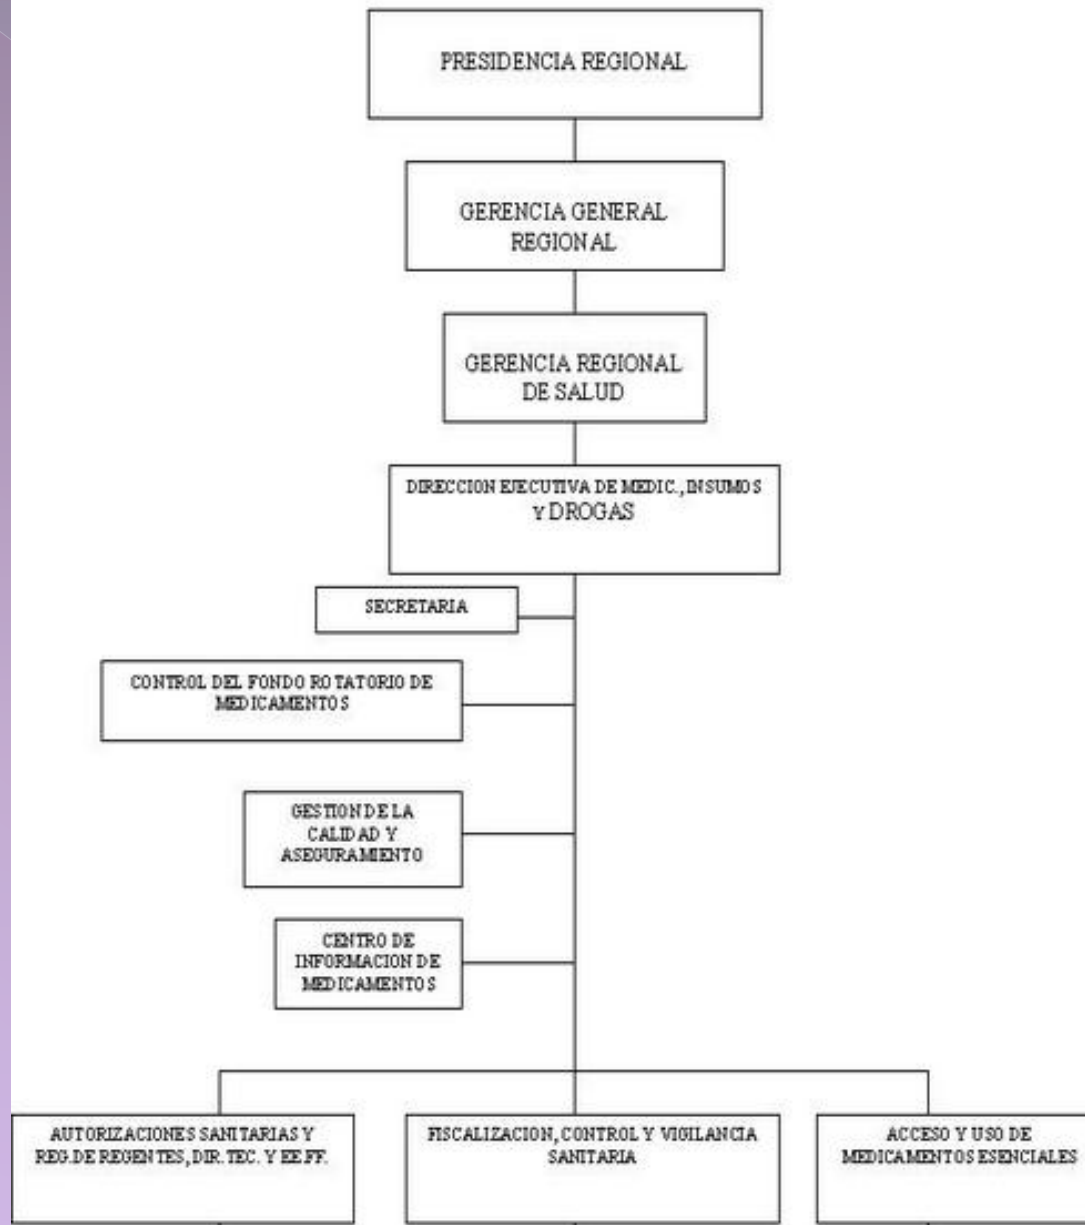 PRESIDENCIA REGIONAL
GERENCIA GENERAL
REGIONAL
GERENCIA REGIONAL
DE SALUD
DIRECCION EJECUTIVA DE MEDIC., INSUMOS
Y DROGAS
SECRETARIA
CONTROL DEL FONDO ROTATORIO DE
MEDICAMENTOS
GESTION DE LA
CALIDAD Y
ASEGURAMIENTO
CENTRO DE
INFORMACION DE
MEDICAMENTOS
AUTORIZACIONES SANITARIAS Y
REG. DE REGENTES, DIR. TEC. Y EE.FF.
FISCALIZACION, CONTROL Y VIGILANCIA
SANITARIA
ACCESO Y USO DE
MEDICAMENTOS ESENCIALES